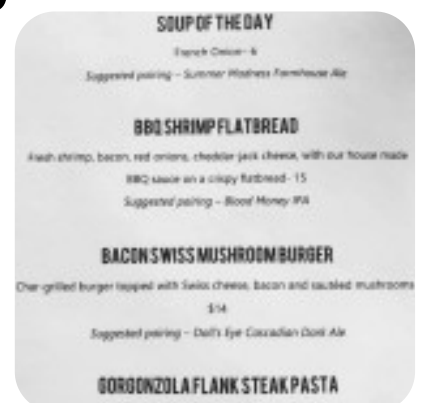 SOUP OF THE DAY
French Onion - 6
Suggested pairing – Summer Madness Farmhouse Ale
BBQ SHRIMP FLATBREAD
Fresh shrimp, bacon, red onions, cheddar jack cheese, with our house made
BBQ sauce on a crispy flatbread - 15
Suggested pairing – Blood Money IPA
BACON SWISS MUSHROOM BURGER
Char-grilled burger topped with Swiss cheese, bacon and sautéed mushrooms
$14
Suggested pairing – Doll's Eye Cascadian Dark Ale
GORGONZOLA FLANK STEAK PASTA